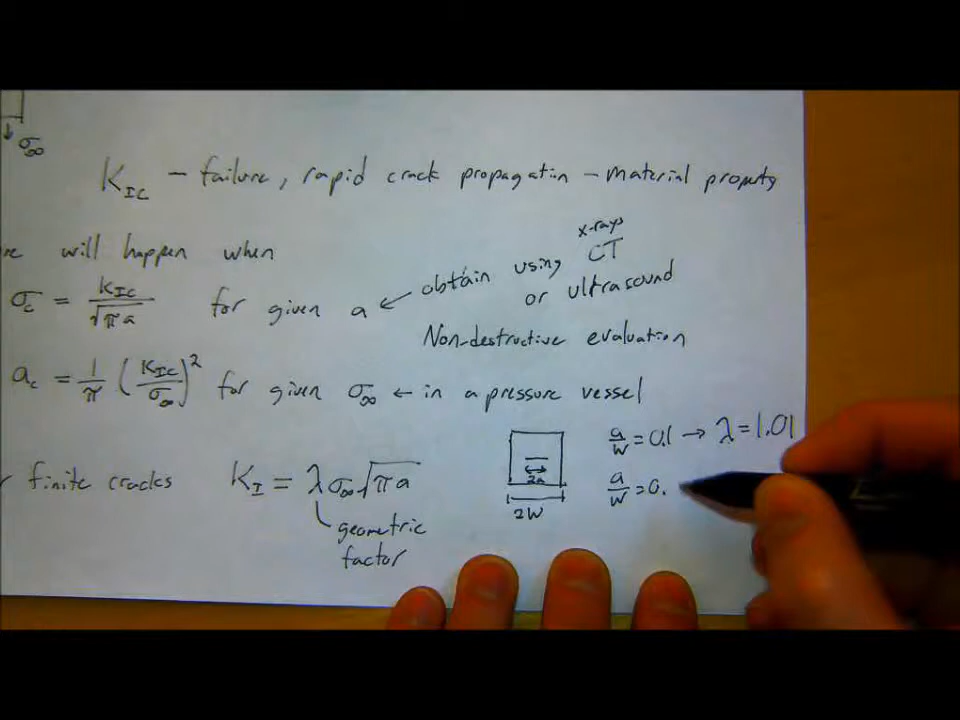 σ∞
K_IC – failure, rapid crack propagation – material property
re will happen when
σ_c = K_IC / √(πa) for given a ← obtain using x-rays CT
or ultrasound
Non-destructive evaluation
a_c = 1/π (K_IC / σ∞)² for given σ∞ ← in a pressure vessel
r finite cracks K_I = λσ∞√(πa)
geometric
factor
2a
2W
a/W = 0.1 → λ = 1.01
a/W = 0.